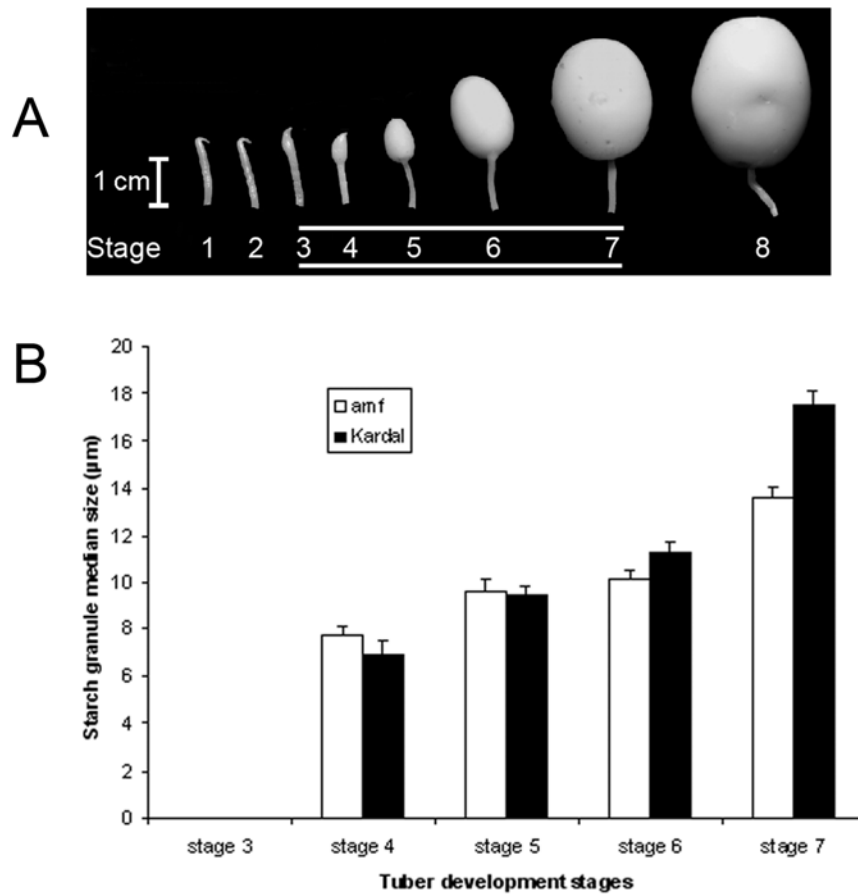 A
1 cm
Stage 1 2 3 4 5 6 7 8
B
Starch granule median size (µm)
20
18
16
14
12
10
8
6
4
2
0
amf
Kardal
stage 3 stage 4 stage 5 stage 6 stage 7
Tuber development stages